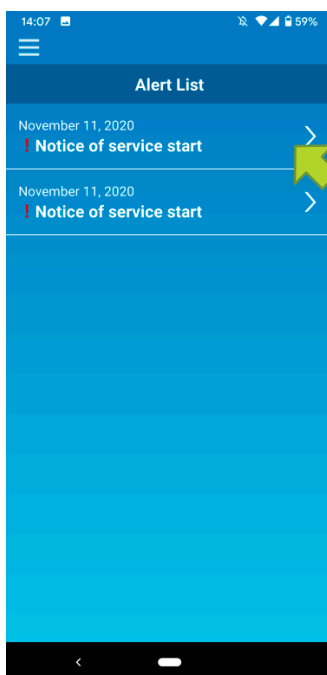 14:07 59%
Alert List
November 11, 2020
! Notice of service start
November 11, 2020
! Notice of service start